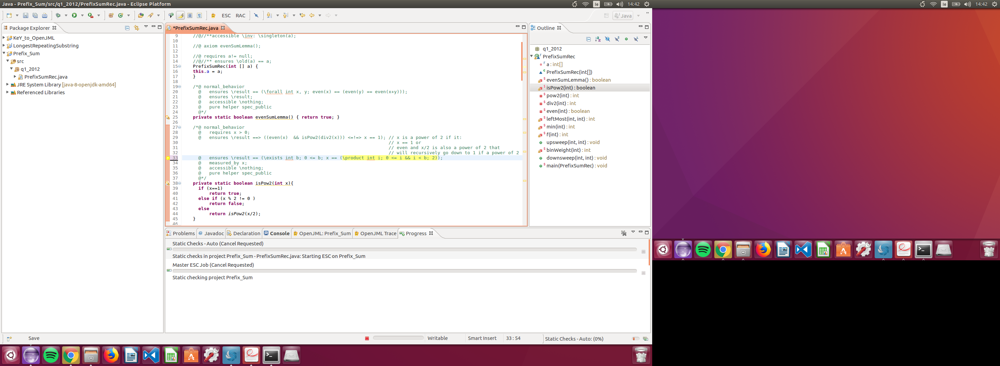 Java - Prefix_Sum/src/q1_2012/PrefixSumRec.java - Eclipse Platform
Ie
14:42
Ie
14:42
ESC RAC
Java
Package Explorer
KeY_to_OpenJML
LongestRepeatingSubstring
Prefix_Sum
src
q1_2012
PrefixSumRec.java
JRE System Library [java-8-openjdk-amd64]
Referenced Libraries
*PrefixSumRec.java
9 //@//**accessible \inv: \singleton(a);
10
11 //@ axiom evenSumLemma();
12
13 //@ requires a!= null;
14 //@//** ensures \old(a) == a;
15 PrefixSumRec(int [] a) {
16 this.a = a;
17 }
18
19 /*@ normal_behavior
20 @ ensures \result == (\forall int x, y; even(x) == (even(y) == even(x+y)));
21 @ ensures \result;
22 @ accessible \nothing;
23 @ pure helper spec_public
24 @*/
25 private static boolean evenSumLemma() { return true; }
26
27 /*@ normal_behavior
28 @ requires x > 0;
29 @ ensures \result ==> ((even(x) && isPow2(div2(x))) <=!=> x == 1); // x is a power of 2 if it:
30 // x == 1 or
31 // even and x/2 is also a power of 2 that
32 // will recursively go down to 1 if a power of 2
33 @ ensures \result == (\exists int b; 0 <= b; x == (\product int i; 0 <= i && i < b; 2));
34 @ measured_by x;
35 @ accessible \nothing;
36 @ pure helper spec_public
37 @*/
38 private static boolean isPow2(int x){
39 if (x==1)
40 return true;
41 else if (x % 2 != 0 )
42 return false;
43 else
44 return isPow2(x/2);
45 }
46
Outline
q1_2012
PrefixSumRec
a : int[]
PrefixSumRec(int[])
evenSumLemma() : boolean
isPow2(int) : boolean
pow2(int) : int
div2(int) : int
even(int) : boolean
leftMost(int, int) : int
min(int) : int
f(int) : int
upsweep(int, int) : void
binWeight(int) : int
downsweep(int, int) : void
main(PrefixSumRec) : void
Problems @ Javadoc Declaration Console OpenJML: Prefix_Sum OpenJML Trace Progress
Static Checks - Auto (Cancel Requested)
Static checks in project Prefix_Sum - PrefixSumRec.java: Starting ESC on Prefix_Sum
Master ESC Job (Cancel Requested)
Static checking project Prefix_Sum
Save
Writable
Smart Insert
33 : 54
Static Checks - Auto: (0%)